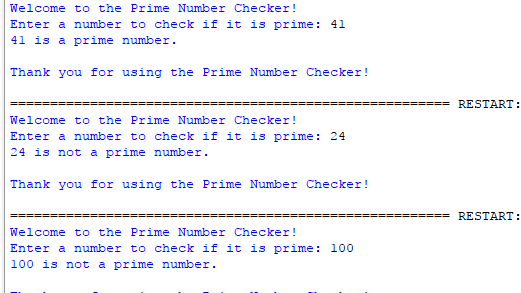 Welcome to the Prime Number Checker!
Enter a number to check if it is prime: 41
41 is a prime number.
Thank you for using the Prime Number Checker!
======================================================= RESTART:
Welcome to the Prime Number Checker!
Enter a number to check if it is prime: 24
24 is not a prime number.
Thank you for using the Prime Number Checker!
======================================================= RESTART:
Welcome to the Prime Number Checker!
Enter a number to check if it is prime: 100
100 is not a prime number.